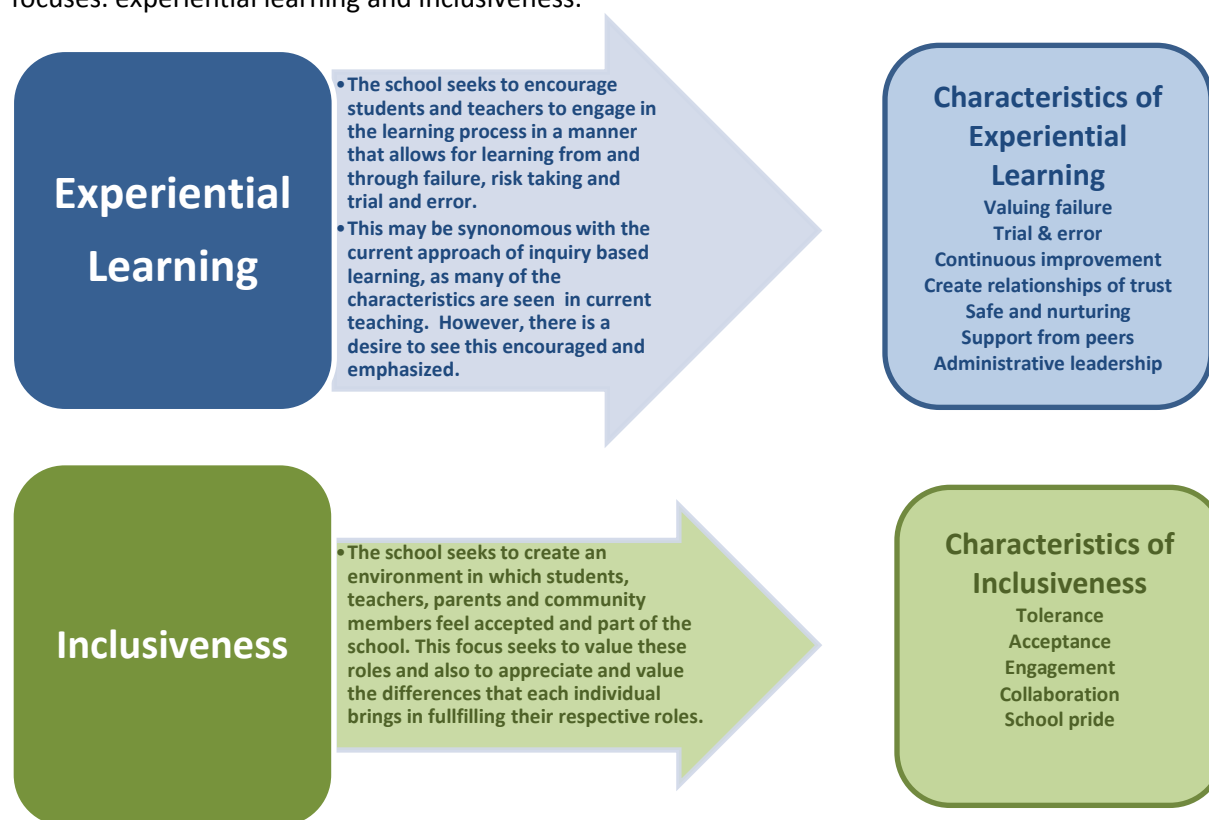 focuses: experiential learning and inclusiveness.
Experiential
Learning
•The school seeks to encourage
students and teachers to engage in
the learning process in a manner
that allows for learning from and
through failure, risk taking and
trial and error.
•This may be synonomous with the
current approach of inquiry based
learning, as many of the
characteristics are seen in current
teaching. However, there is a
desire to see this encouraged and
emphasized.
Characteristics of
Experiential
Learning
Valuing failure
Trial & error
Continuous improvement
Create relationships of trust
Safe and nurturing
Support from peers
Administrative leadership
Inclusiveness
•The school seeks to create an
environment in which students,
teachers, parents and community
members feel accepted and part of the
school. This focus seeks to value these
roles and also to appreciate and value
the differences that each individual
brings in fullfilling their respective roles.
Characteristics of
Inclusiveness
Tolerance
Acceptance
Engagement
Collaboration
School pride